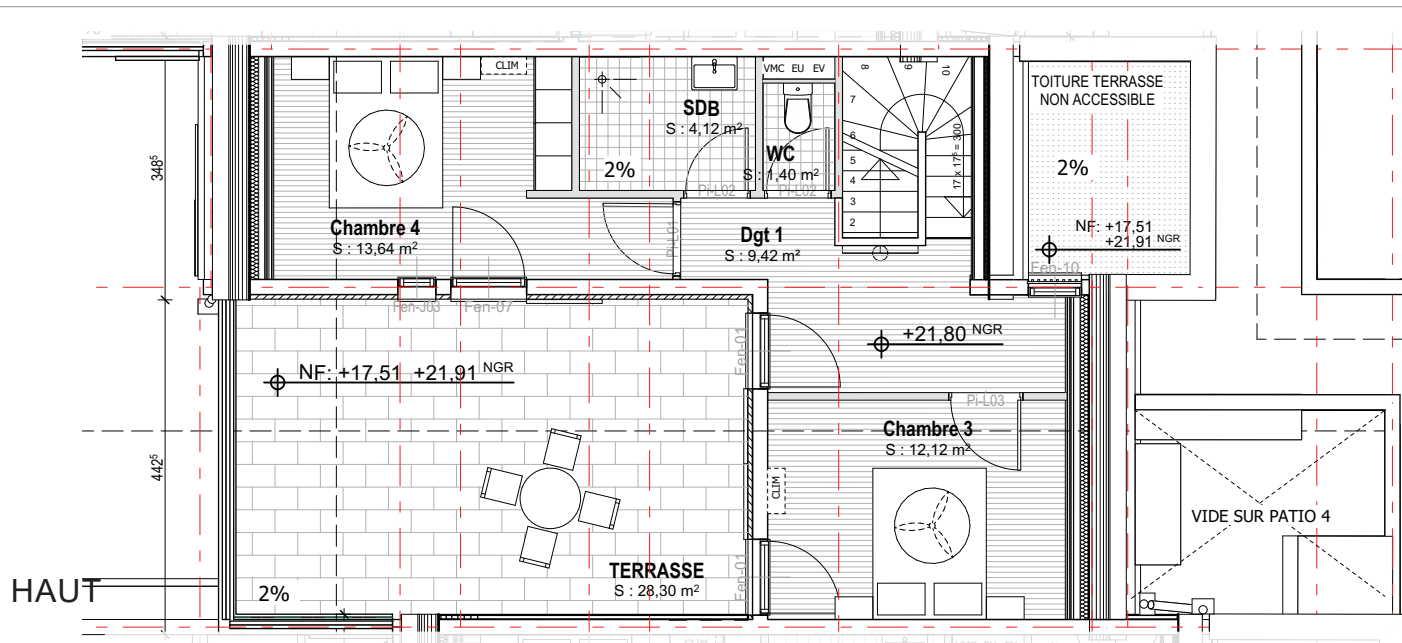 CLIM
VMC EU EV
8
9
10
TOITURE TERRASSE
NON ACCESSIBLE
SDB
S : 4,12 m²
7
6
5
4
3
2
17 x 17⁵ = 300
WC
S : 1,40 m²
2%
2%
348⁵
Pi-L02
Pi-L02
Chambre 4
S : 13,64 m²
Pi-L01
Dgt 1
S : 9,42 m²
NF: +17,51
+21,91 NGR
Fen-10
Fen-J03
Fen-07
Fen-01
+21,80 NGR
NF: +17,51 +21,91 NGR
Pi-L03
Chambre 3
S : 12,12 m²
442⁵
CLIM
VIDE SUR PATIO 4
TERRASSE
S : 28,30 m²
Fen-01
HAUT
2%